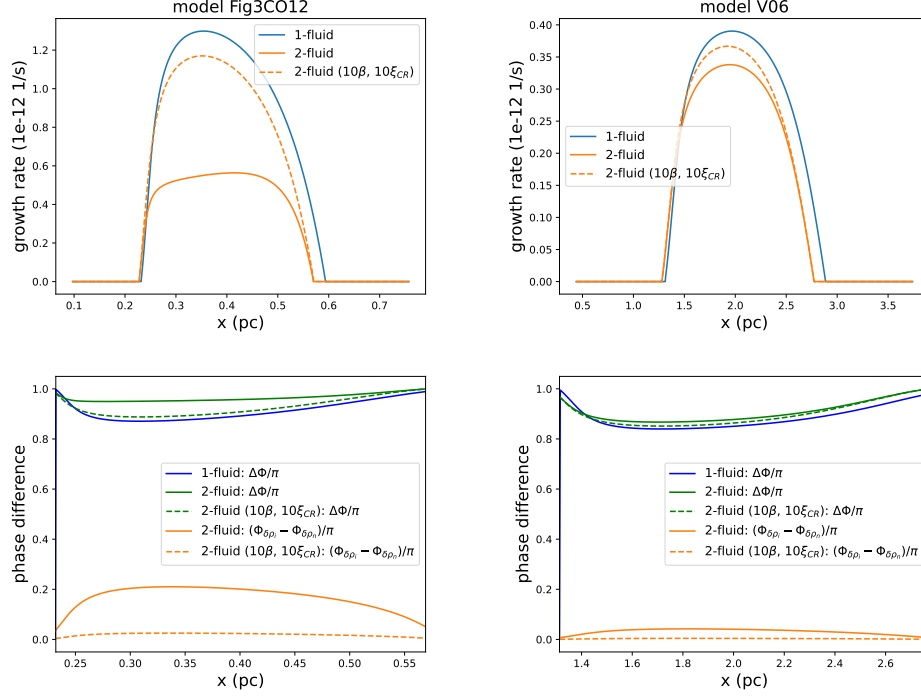 model Fig3CO12
growth rate (1e-12 1/s)
1.2
1.0
0.8
0.6
0.4
0.2
0.0
1-fluid
2-fluid
2-fluid (10β, 10ξ_CR)
0.1 0.2 0.3 0.4 0.5 0.6 0.7
x (pc)
model V06
growth rate (1e-12 1/s)
0.40
0.35
0.30
0.25
0.20
0.15
0.10
0.05
0.00
1-fluid
2-fluid
2-fluid (10β, 10ξ_CR)
0.5 1.0 1.5 2.0 2.5 3.0 3.5
x (pc)
phase difference
1.0
0.8
0.6
0.4
0.2
0.0
1-fluid: ΔΦ/π
2-fluid: ΔΦ/π
2-fluid (10β, 10ξ_CR): ΔΦ/π
2-fluid: (Φ_δρi − Φ_δρn)/π
2-fluid (10β, 10ξ_CR): (Φ_δρi − Φ_δρn)/π
0.25 0.30 0.35 0.40 0.45 0.50 0.55
x (pc)
phase difference
1.0
0.8
0.6
0.4
0.2
0.0
1-fluid: ΔΦ/π
2-fluid: ΔΦ/π
2-fluid (10β, 10ξ_CR): ΔΦ/π
2-fluid: (Φ_δρi − Φ_δρn)/π
2-fluid (10β, 10ξ_CR): (Φ_δρi − Φ_δρn)/π
1.4 1.6 1.8 2.0 2.2 2.4 2.6
x (pc)